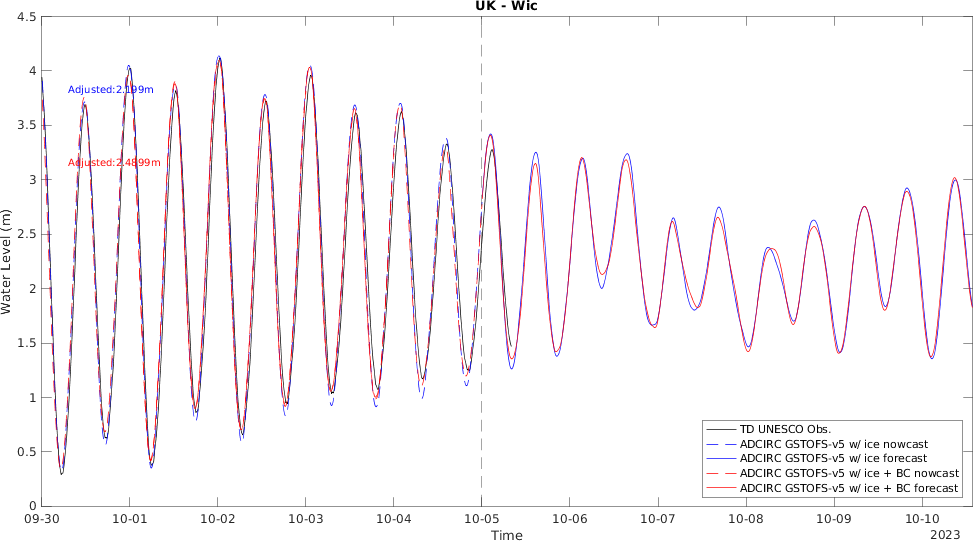 UK - Wic
4.5
4
3.5
3
2.5
2
1.5
1
0.5
0
Water Level (m)
Adjusted:2.199m
Adjusted:2.4899m
TD UNESCO Obs.
ADCIRC GSTOFS-v5 w/ ice nowcast
ADCIRC GSTOFS-v5 w/ ice forecast
ADCIRC GSTOFS-v5 w/ ice + BC nowcast
ADCIRC GSTOFS-v5 w/ ice + BC forecast
09-30 10-01 10-02 10-03 10-04 10-05 10-06 10-07 10-08 10-09 10-10
Time
2023